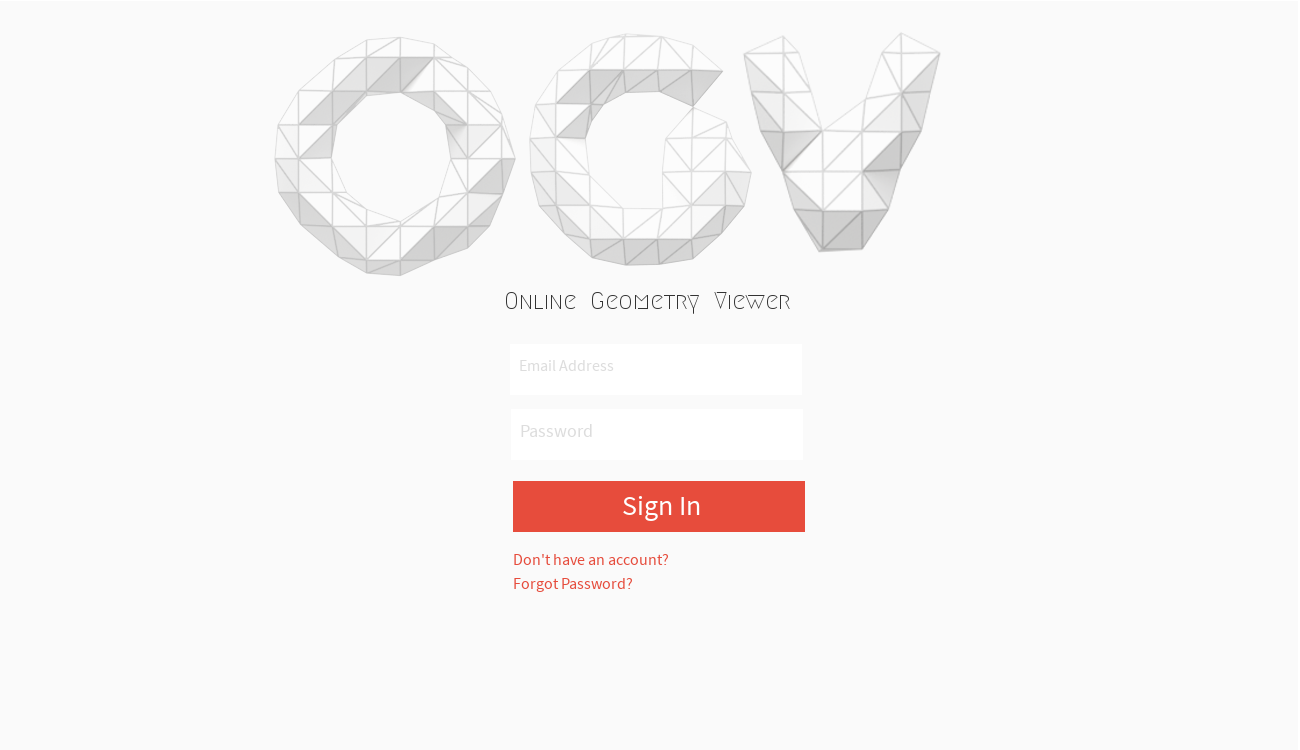 OGV
Online Geometry Viewer
Email Address
Password
Sign In
Don't have an account?
Forgot Password?